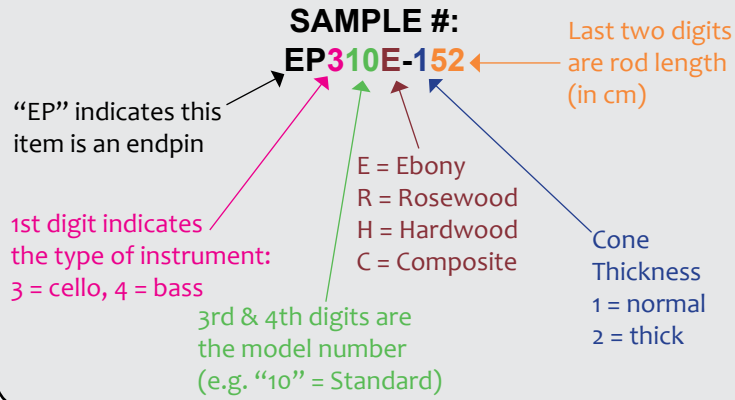 SAMPLE #:
EP310E-152
Last two digits
are rod length
(in cm)
“EP” indicates this
item is an endpin
E = Ebony
R = Rosewood
H = Hardwood
C = Composite
1st digit indicates
the type of instrument:
3 = cello, 4 = bass
Cone
Thickness
1 = normal
2 = thick
3rd & 4th digits are
the model number
(e.g. “10” = Standard)